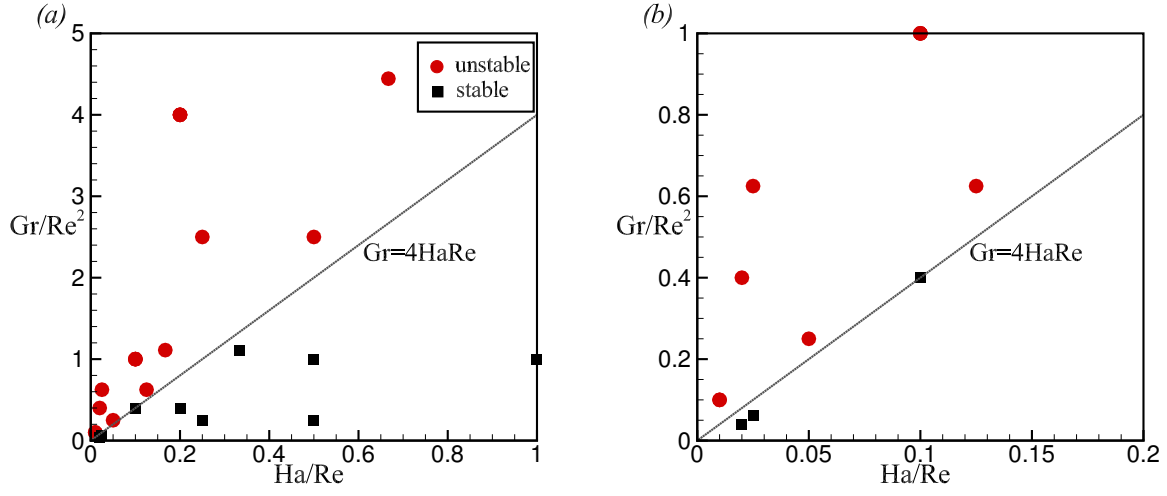 (a)
5
4
3
2
1
0
Gr/Re²
unstable
stable
Gr=4HaRe
0 0.2 0.4 0.6 0.8 1
Ha/Re
(b)
1
0.8
0.6
0.4
0.2
0
Gr/Re²
Gr=4HaRe
0 0.05 0.1 0.15 0.2
Ha/Re